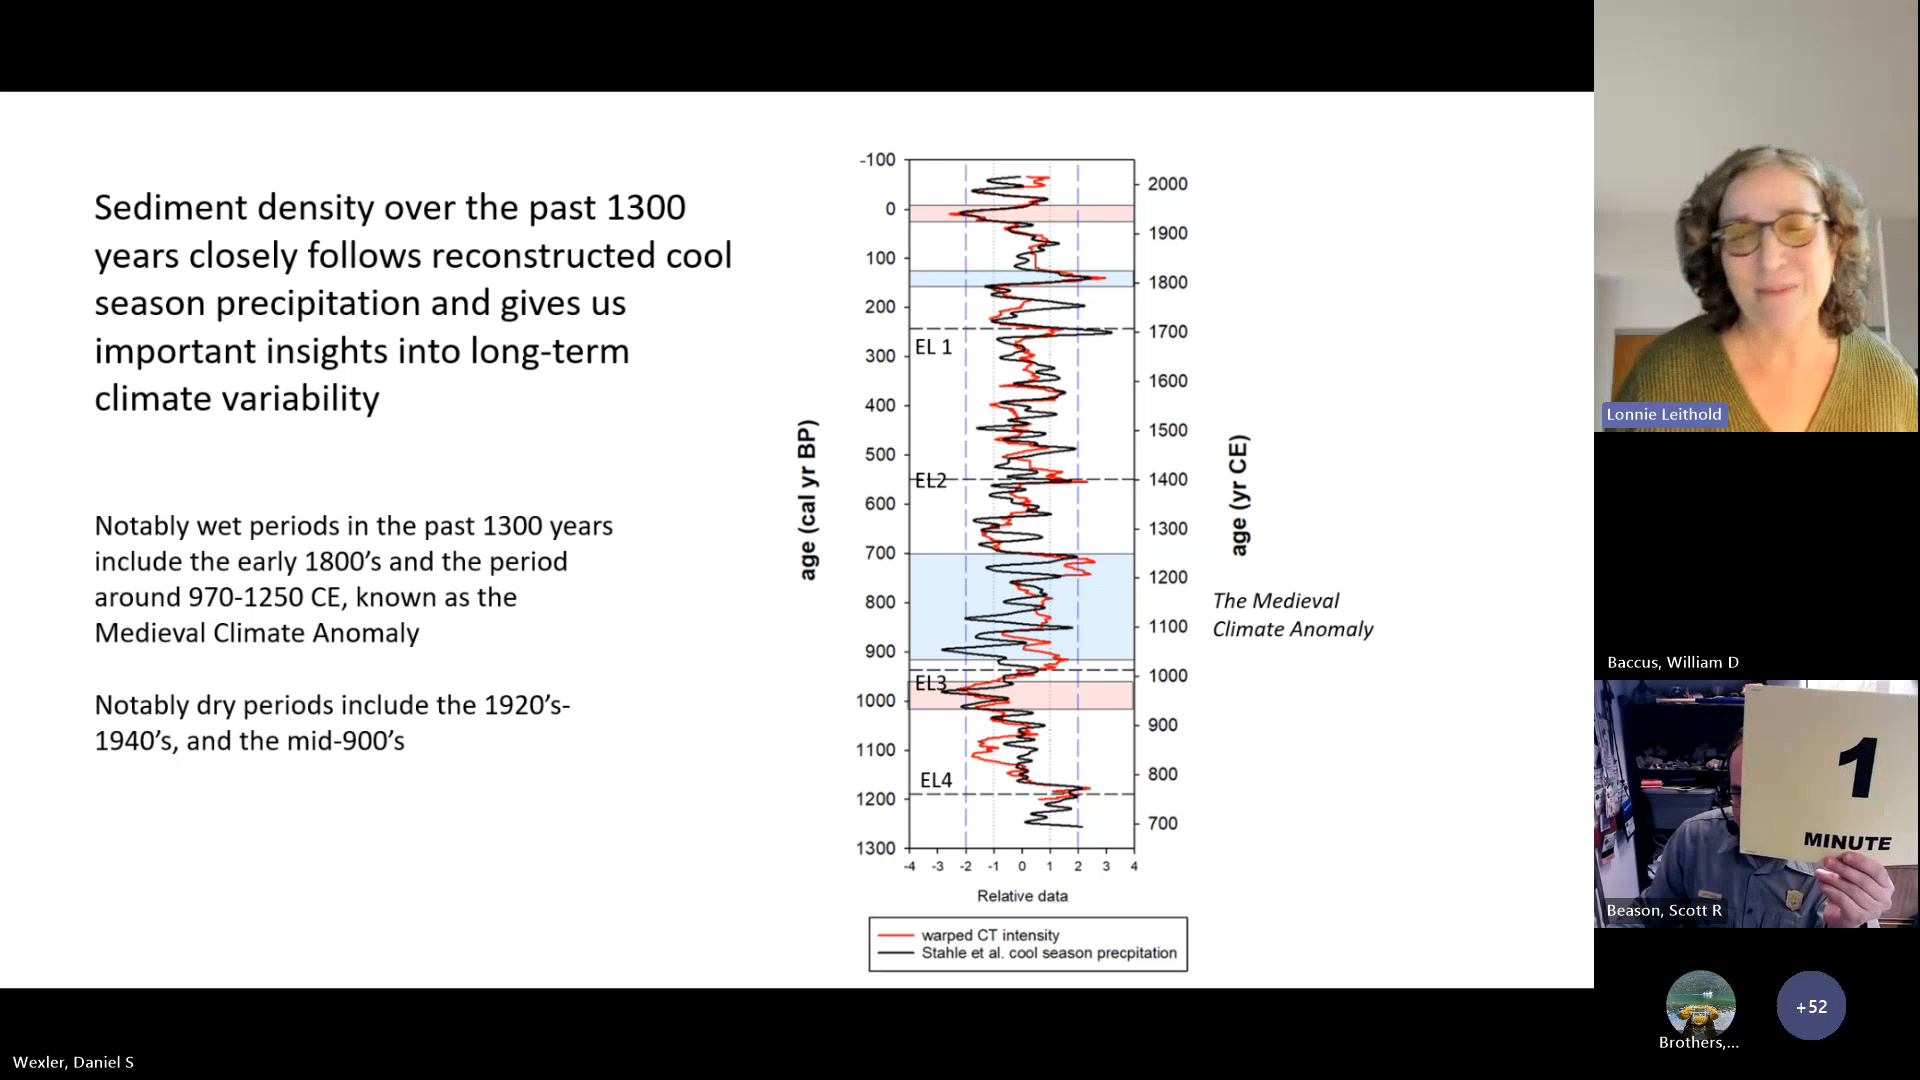 Sediment density over the past 1300
years closely follows reconstructed cool
season precipitation and gives us
important insights into long-term
climate variability
Notably wet periods in the past 1300 years
include the early 1800's and the period
around 970-1250 CE, known as the
Medieval Climate Anomaly
Notably dry periods include the 1920's-
1940's, and the mid-900's
age (cal yr BP)
-100
0
100
200
300
400
500
600
700
800
900
1000
1100
1200
1300
EL 1
EL2
EL3
EL4
2000
1900
1800
1700
1600
1500
1400
1300
1200
1100
1000
900
800
700
age (yr CE)
The Medieval
Climate Anomaly
-4 -3 -2 -1 0 1 2 3 4
Relative data
warped CT intensity
Stahle et al. cool season precpitation
Lonnie Leithold
Baccus, William D
1
MINUTE
Beason, Scott R
Brothers,...
+52
Wexler, Daniel S